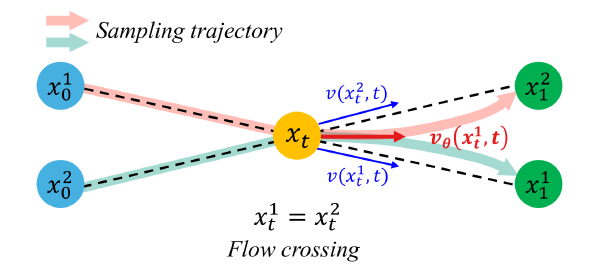 Sampling trajectory
$x_0^1$
$x_1^2$
$v(x_t^2, t)$
$x_t$
$v_\theta(x_t^1, t)$
$v(x_t^1, t)$
$x_0^2$
$x_1^1$
$x_t^1 = x_t^2$
Flow crossing